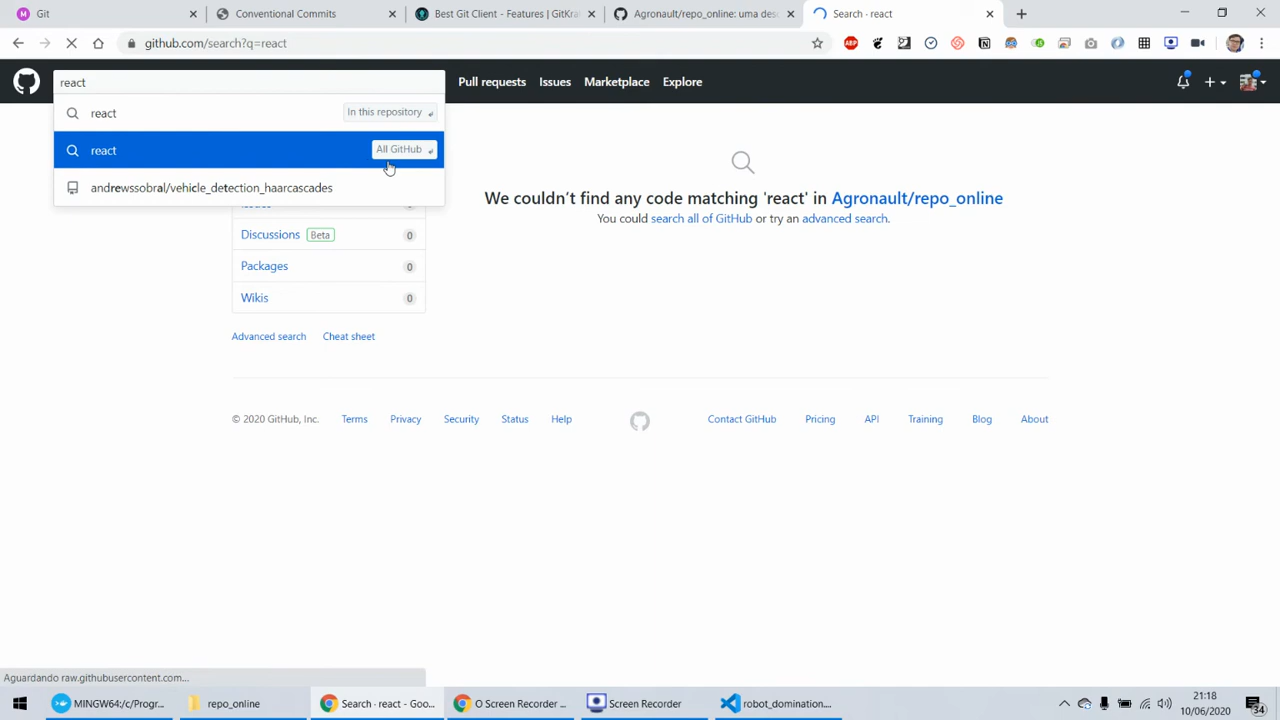 Git
Conventional Commits
Best Git Client - Features | GitKra
Agronault/repo_online: uma desc
Search · react
github.com/search?q=react
ABP
react
Pull requests
Issues
Marketplace
Explore
react
In this repository
react
All GitHub
andrewssobral/vehicle_detection_haarcascades
We couldn't find any code matching 'react' in Agronault/repo_online
You could search all of GitHub or try an advanced search.
Discussions Beta 0
Packages 0
Wikis 0
Advanced search
Cheat sheet
© 2020 GitHub, Inc.
Terms
Privacy
Security
Status
Help
Contact GitHub
Pricing
API
Training
Blog
About
Aguardando raw.githubusercontent.com...
MINGW64:/c/Progr...
repo_online
Search · react - Goo...
O Screen Recorder ...
Screen Recorder
robot_domination....
21:18
10/06/2020
34